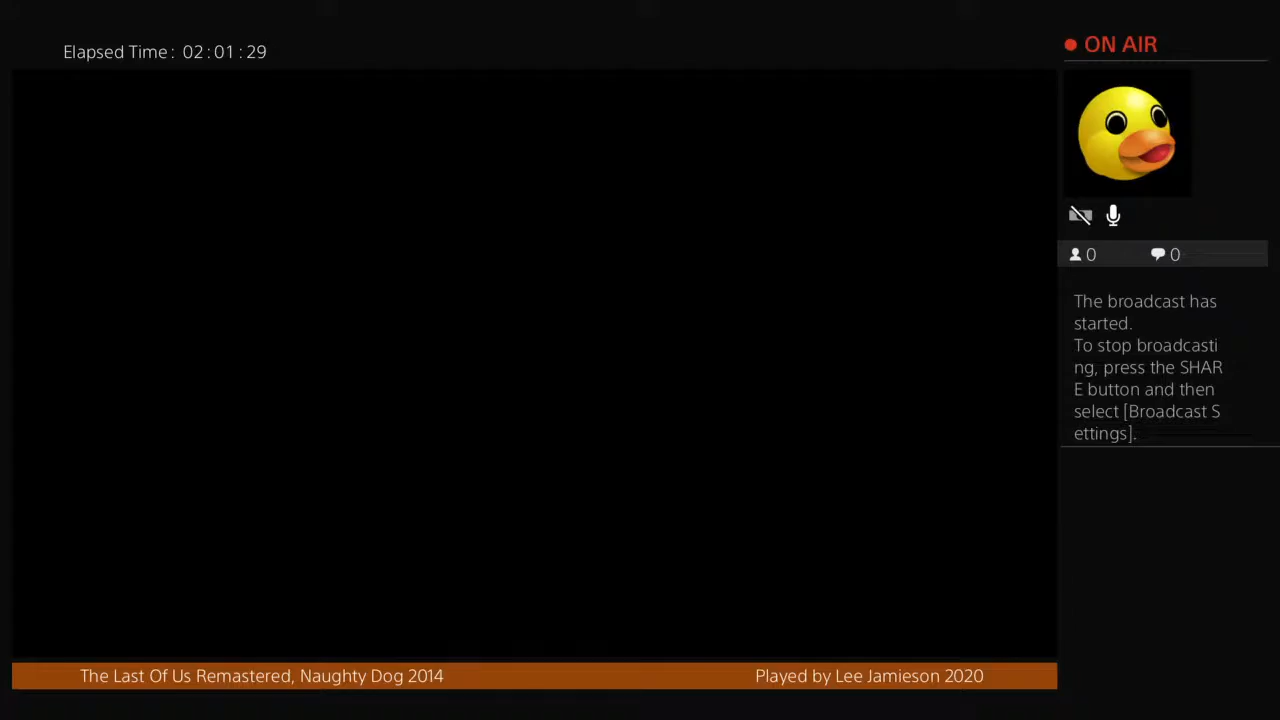 Elapsed Time: 02:01:29
ON AIR
0 0
The broadcast has
started.
To stop broadcasti
ng, press the SHAR
E button and then
select [Broadcast S
ettings].
The Last Of Us Remastered, Naughty Dog 2014
Played by Lee Jamieson 2020